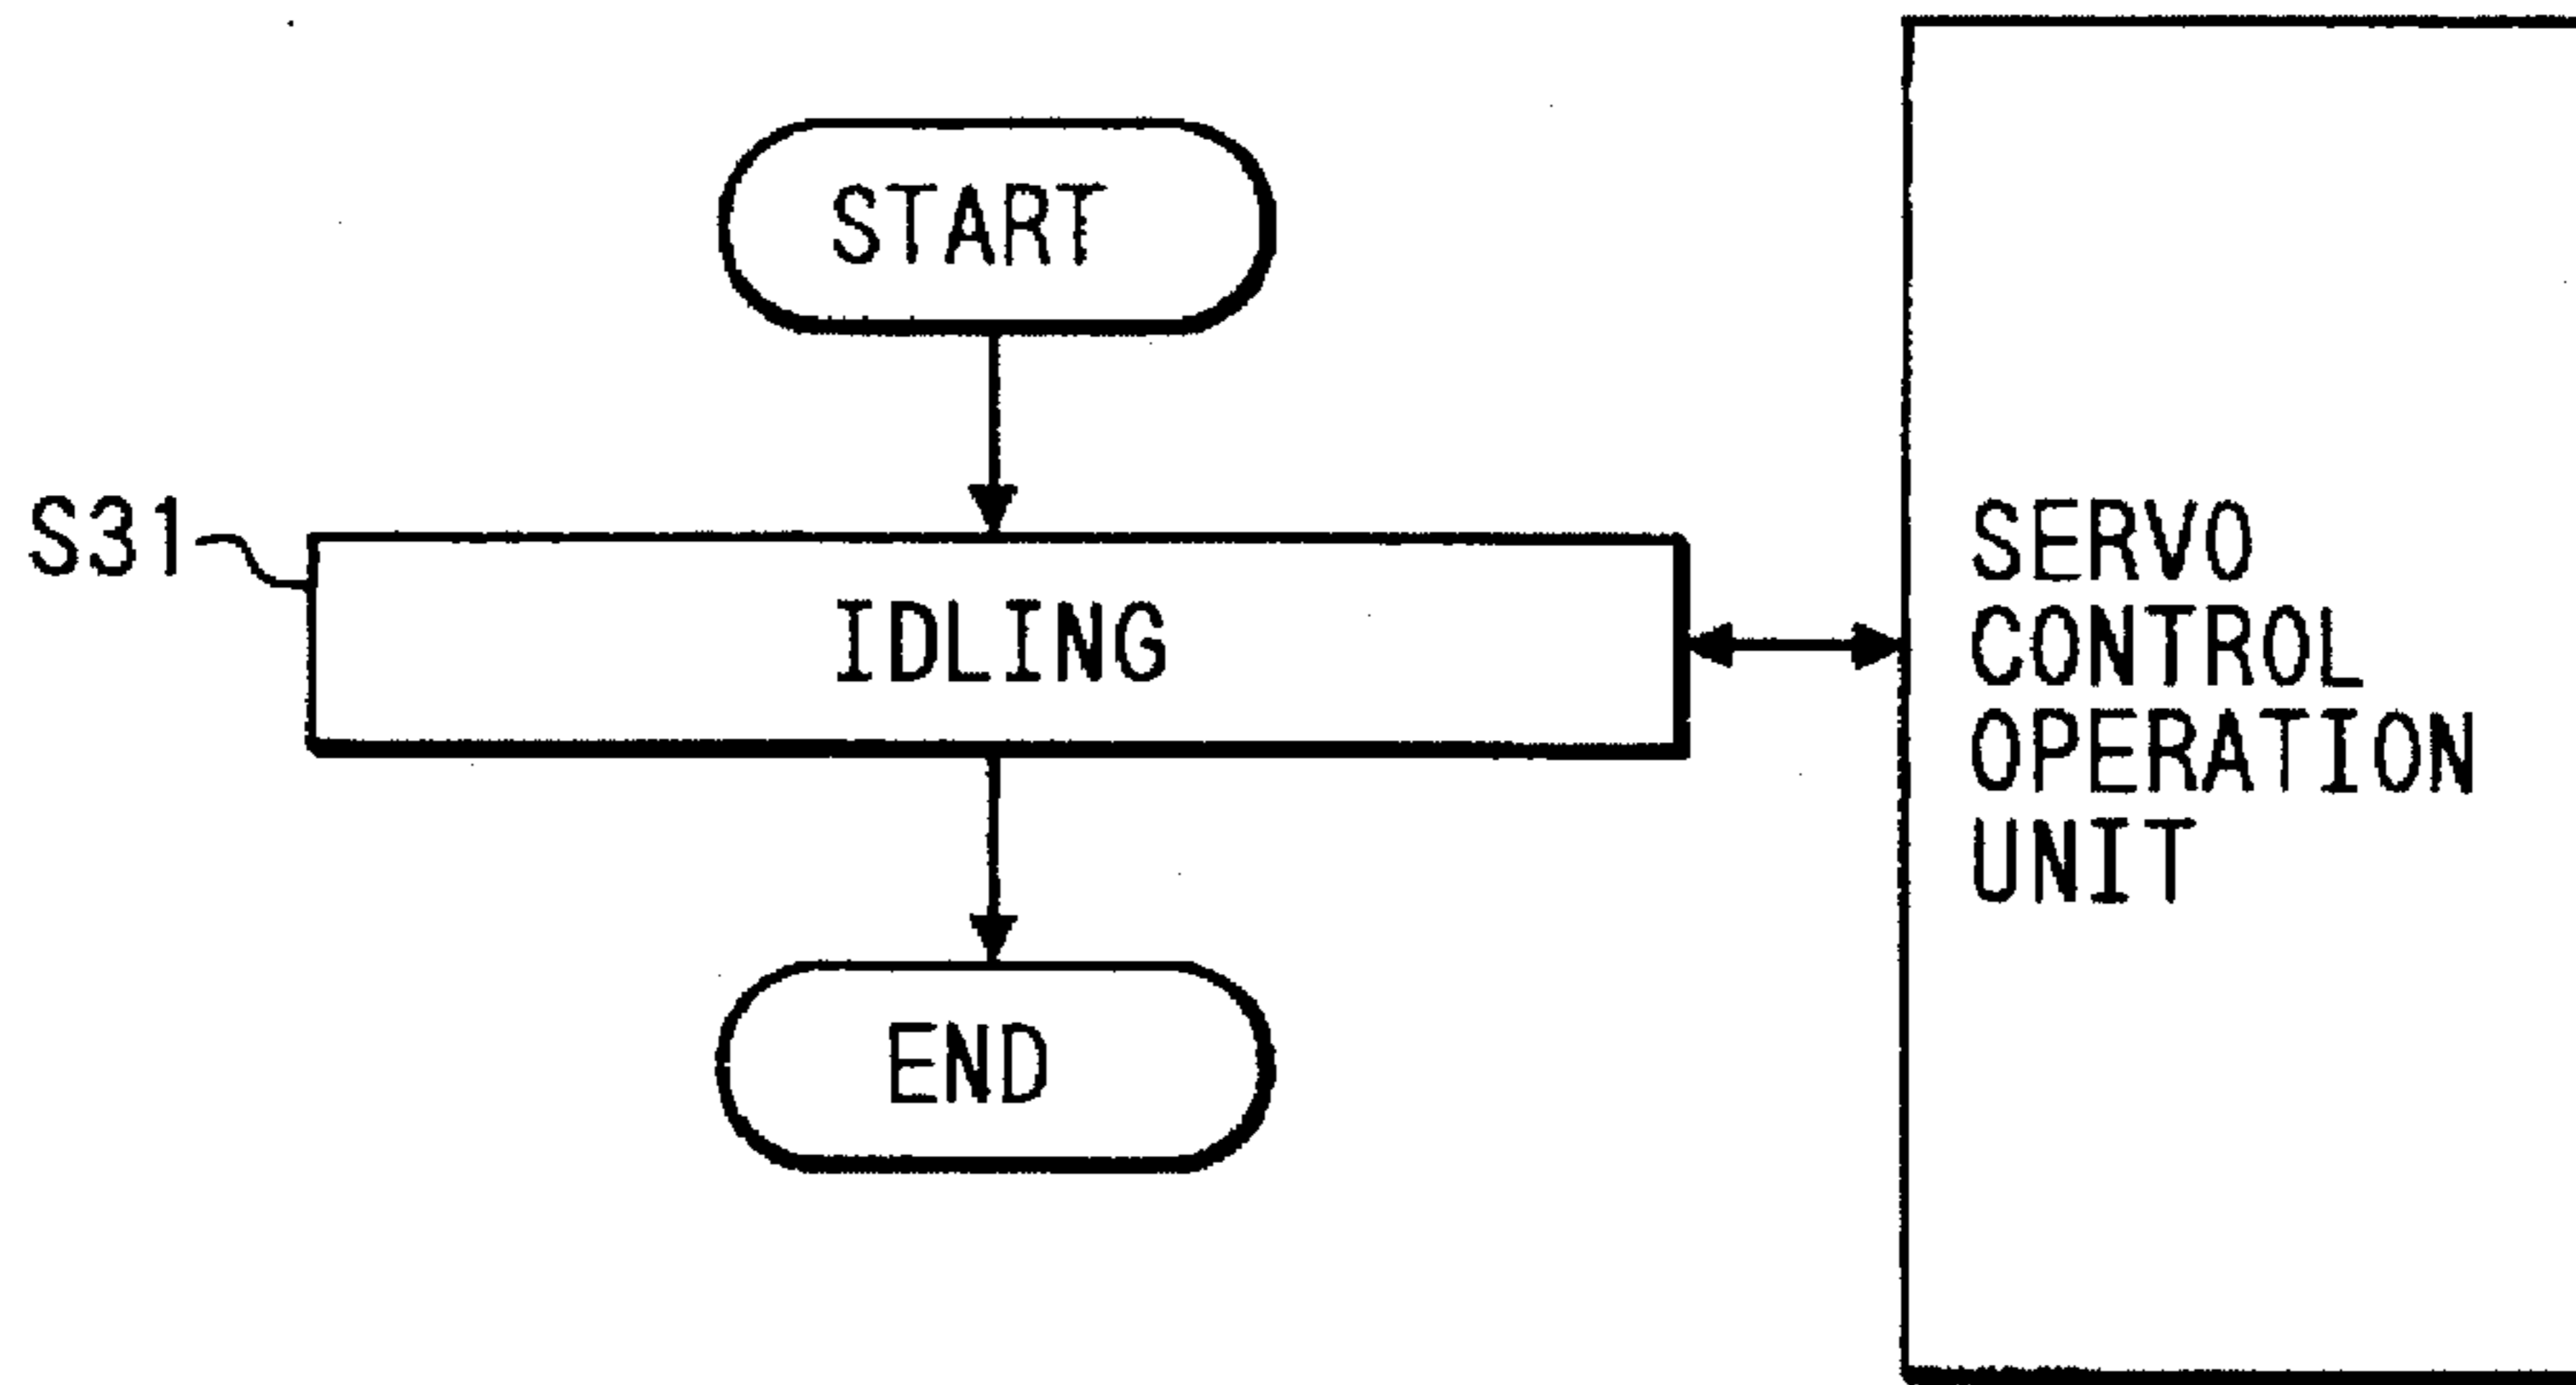 START
S31
IDLING
SERVO
CONTROL
OPERATION
UNIT
END